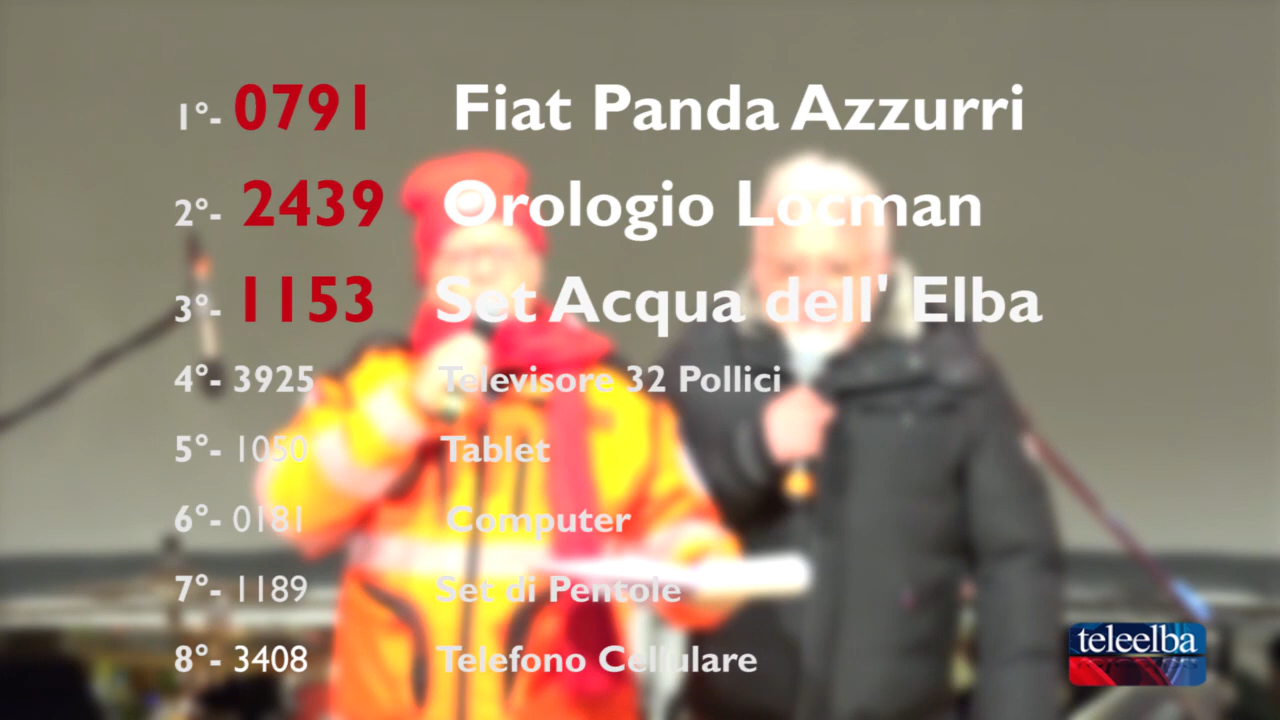 1°- 0791 Fiat Panda Azzurri
2°- 2439 Orologio Locman
3°- 1153 Set Acqua dell' Elba
4°- 3925 Televisore 32 Pollici
5°- 1050 Tablet
6°- 0181 Computer
7°- 1189 Set di Pentole
8°- 3408 Telefono Cellulare
teleelba